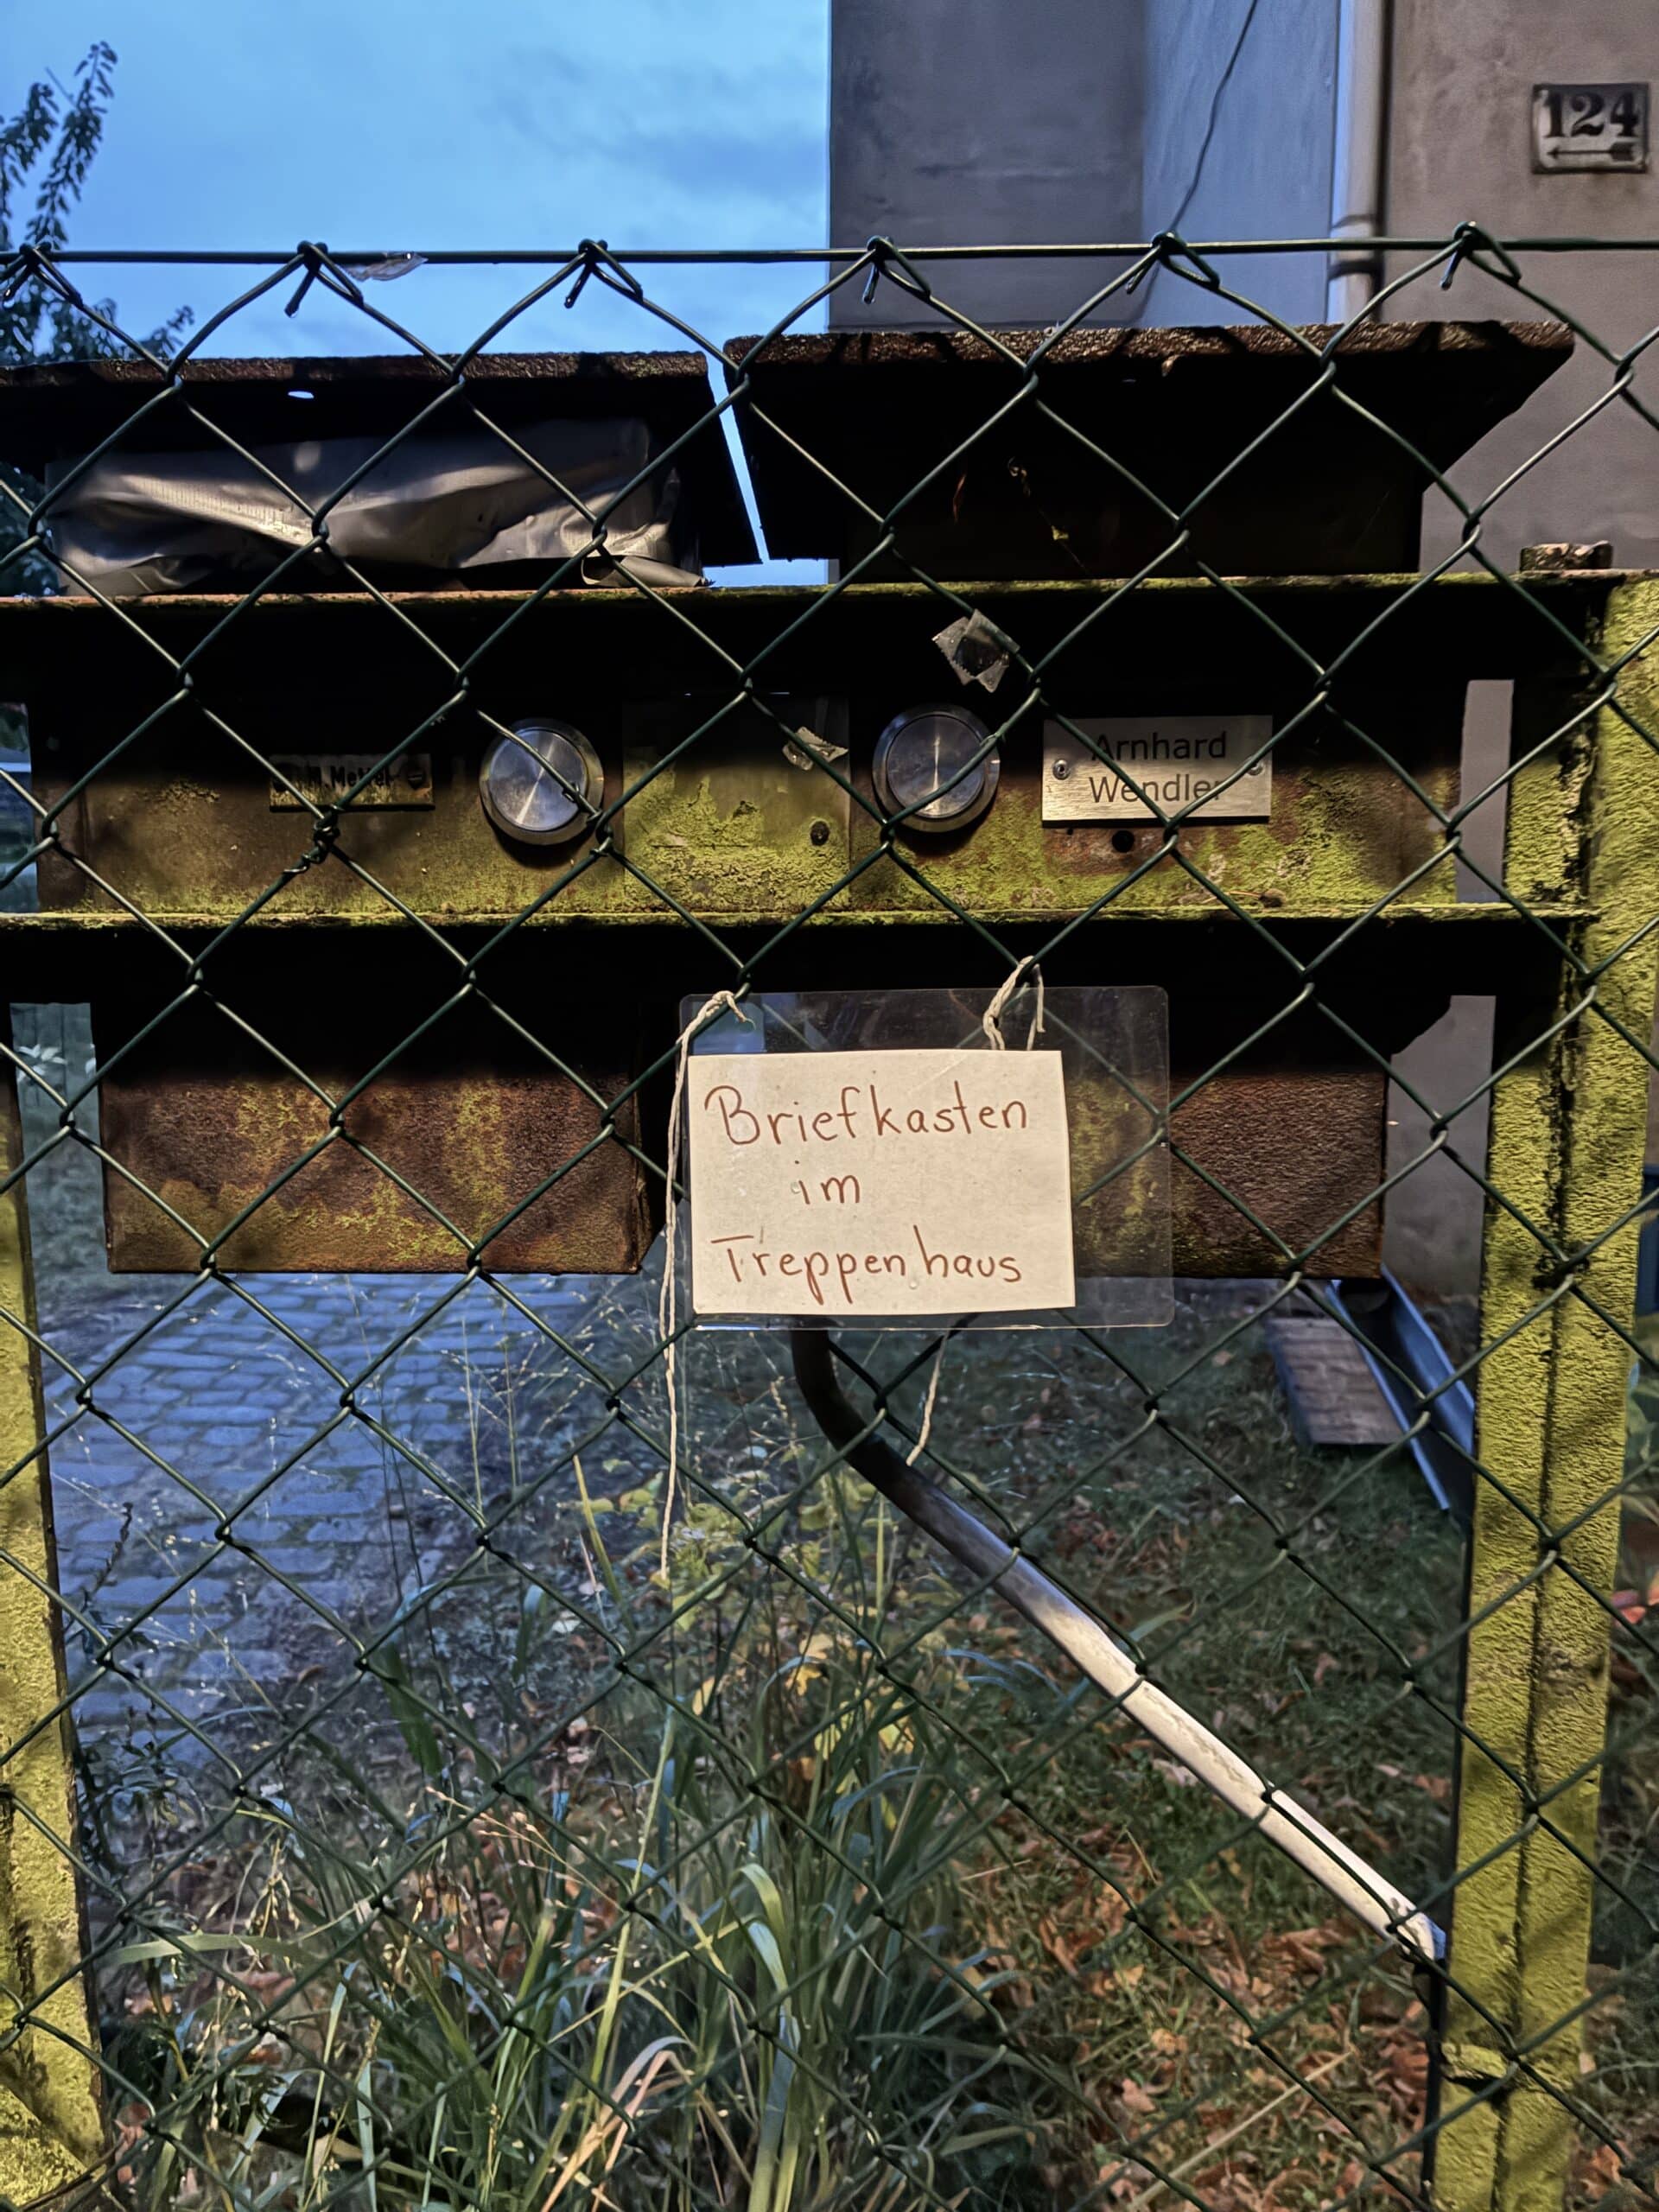 124
Arnhard
Wendler
Briefkasten
im
Treppenhaus